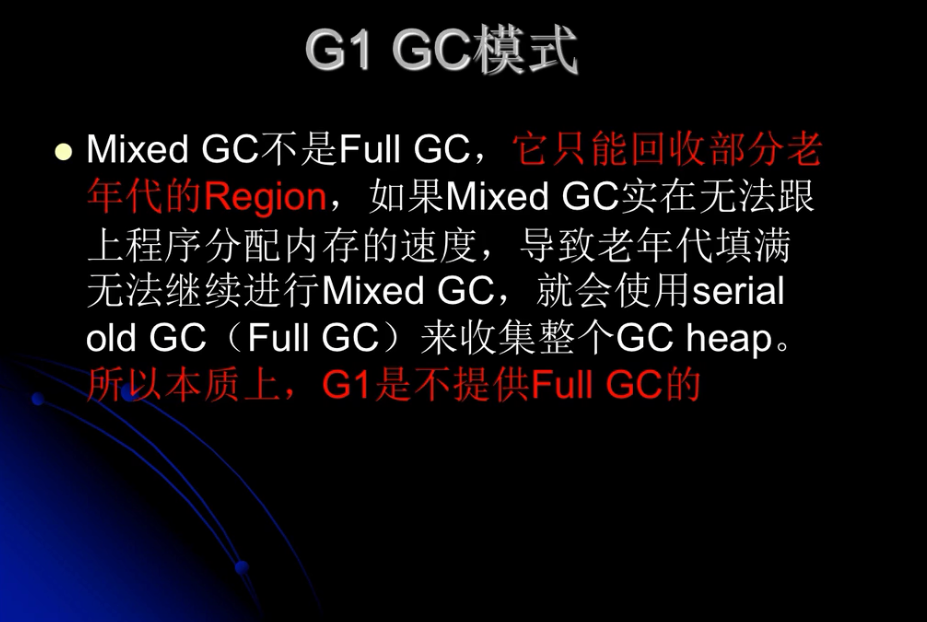 G1 GC模式
Mixed GC不是Full GC，它只能回收部分老
年代的Region，如果Mixed GC实在无法跟
上程序分配内存的速度，导致老年代填满
无法继续进行Mixed GC，就会使用serial
old GC（Full GC）来收集整个GC heap。
所以本质上，G1是不提供Full GC的